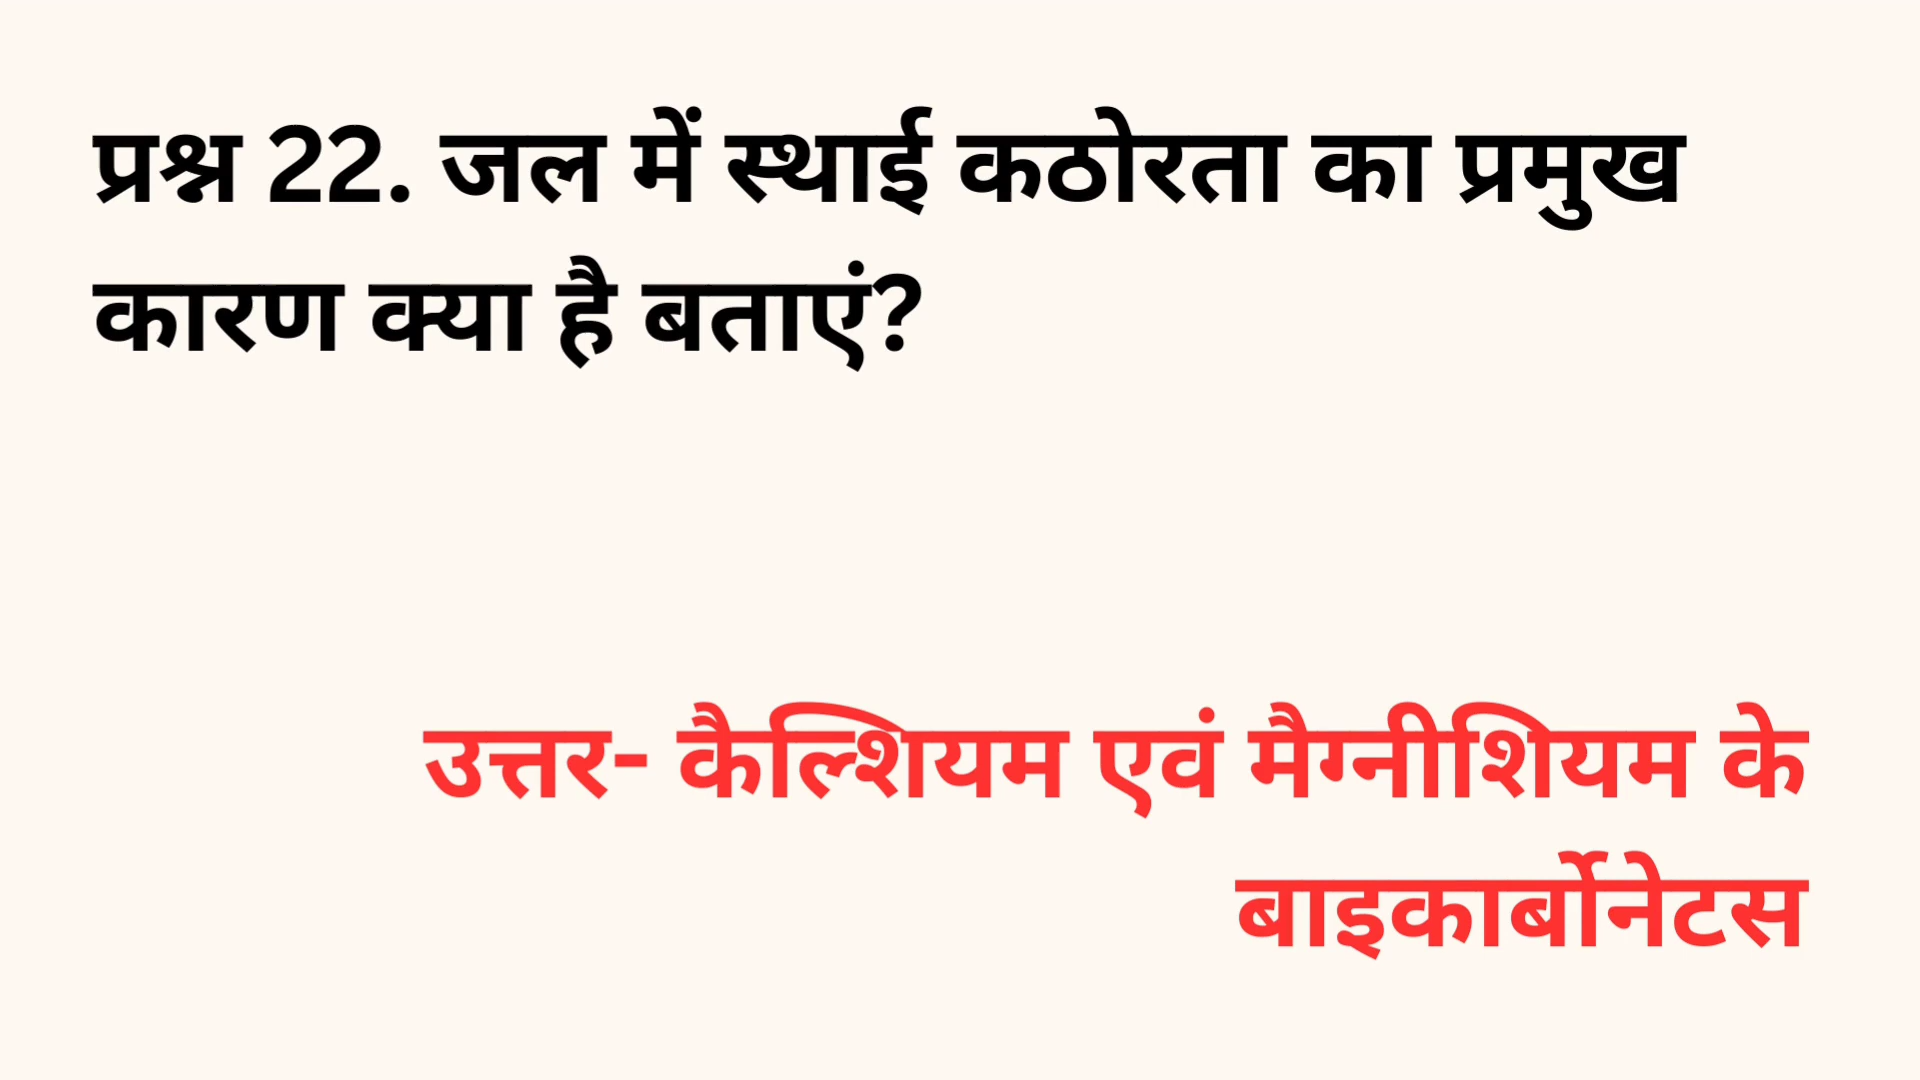 प्रश्न 22. जल में स्थाई कठोरता का प्रमुख
कारण क्या है बताएं?
उत्तर- कैल्शियम एवं मैग्नीशियम के
बाइकार्बोनेटस